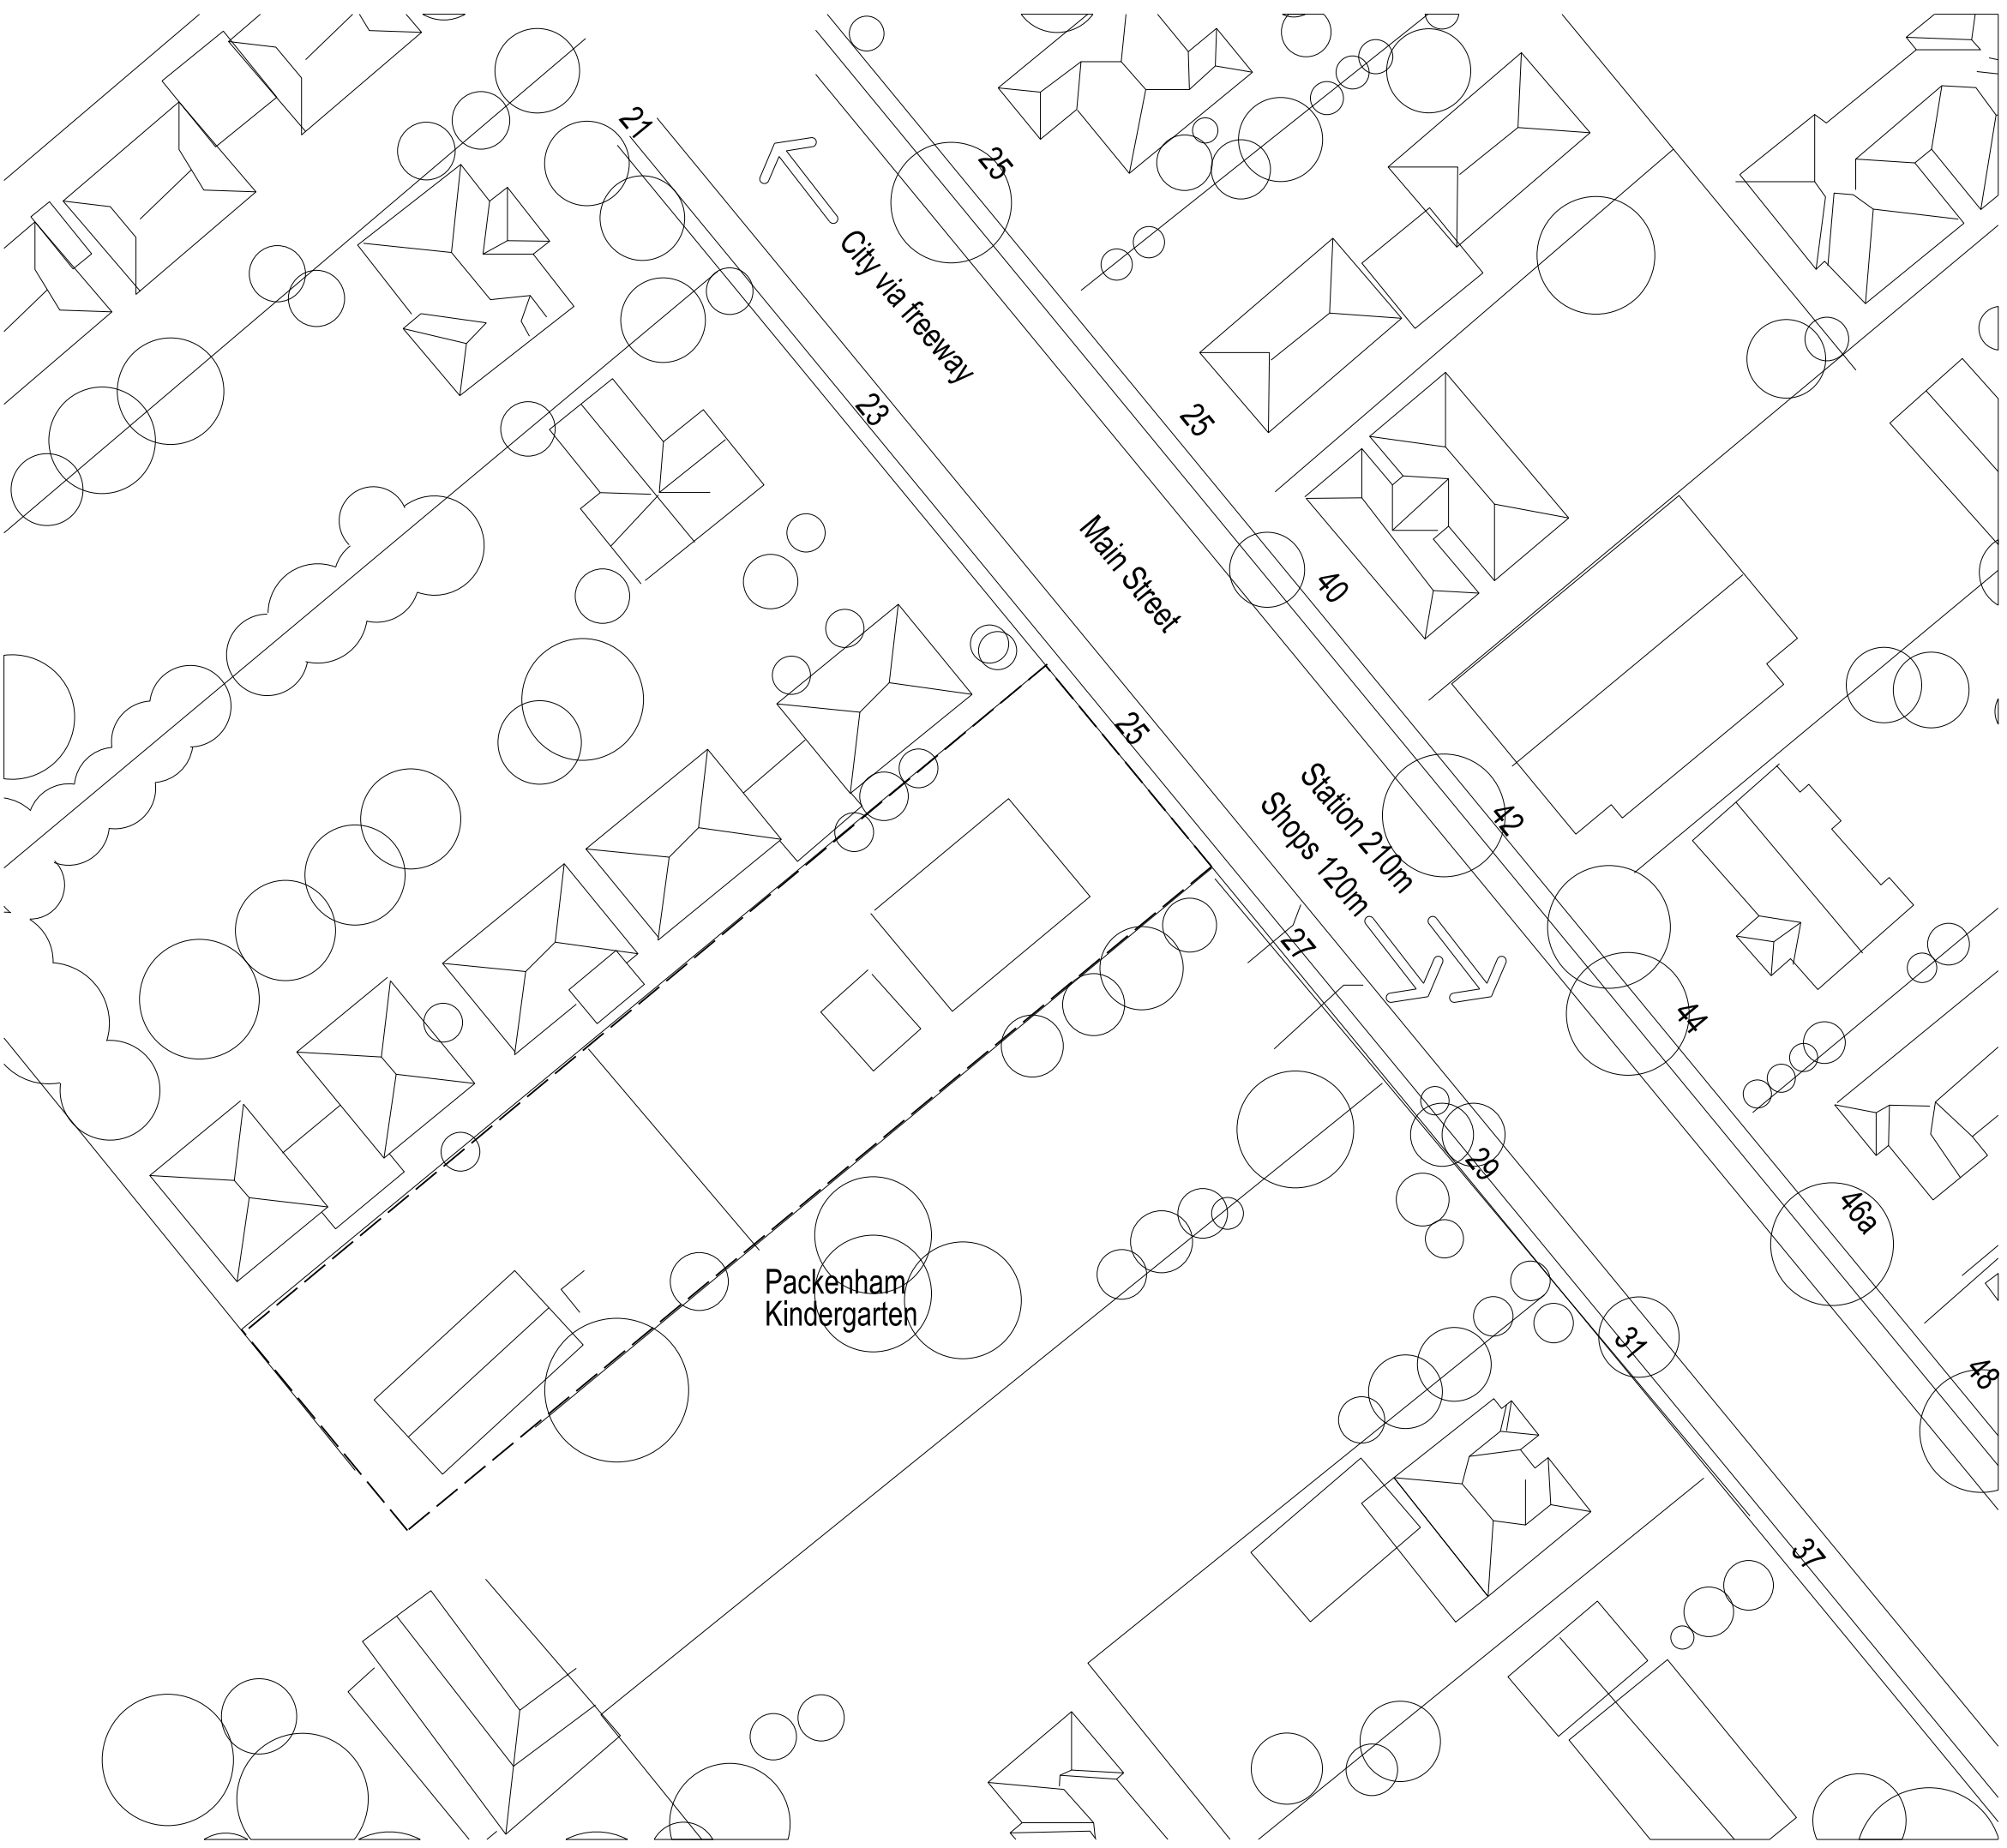 21
25
City via freeway
23
25
Main Street
40
25
Station 210m
Shops 120m
42
27
44
29
46a
Packenham
Kindergarten
31
48
37